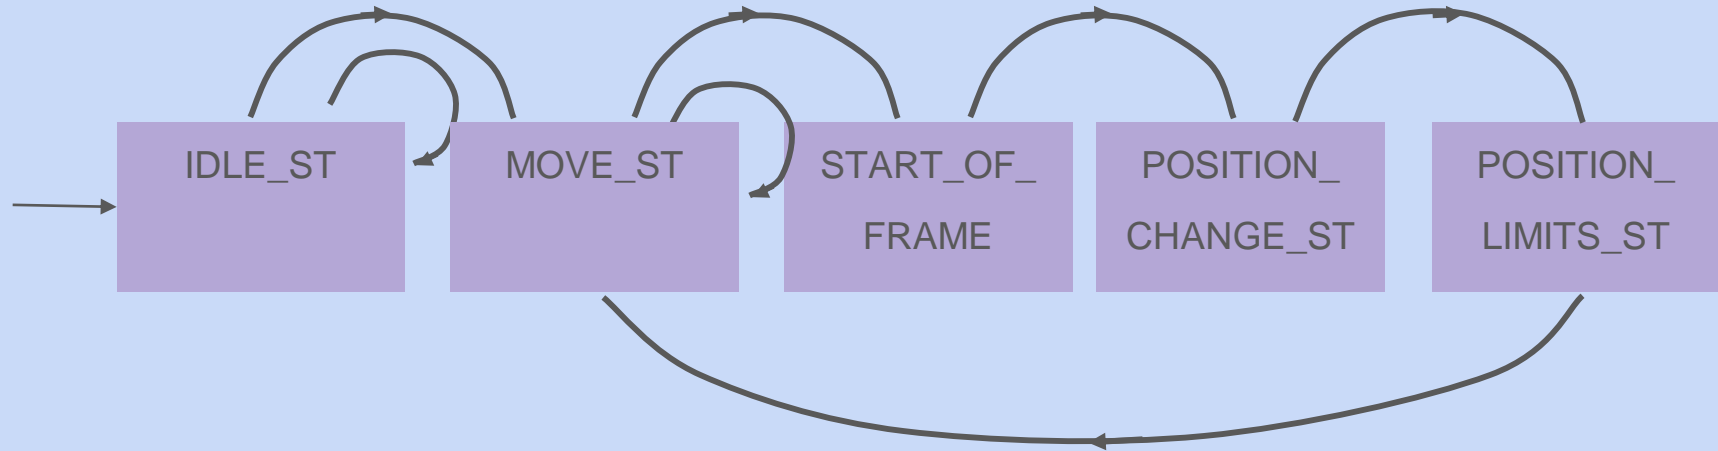 IDLE_ST
MOVE_ST
START_OF_
FRAME
POSITION_
CHANGE_ST
POSITION_
LIMITS_ST